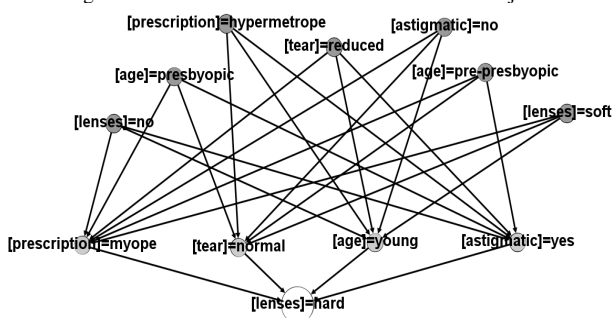 [prescription]=hypermetrope
[astigmatic]=no
[tear]=reduced
[age]=presbyopic
[age]=pre-presbyopic
[lenses]=no
[lenses]=soft
[prescription]=myope
[tear]=normal
[age]=young
[astigmatic]=yes
[lenses]=hard